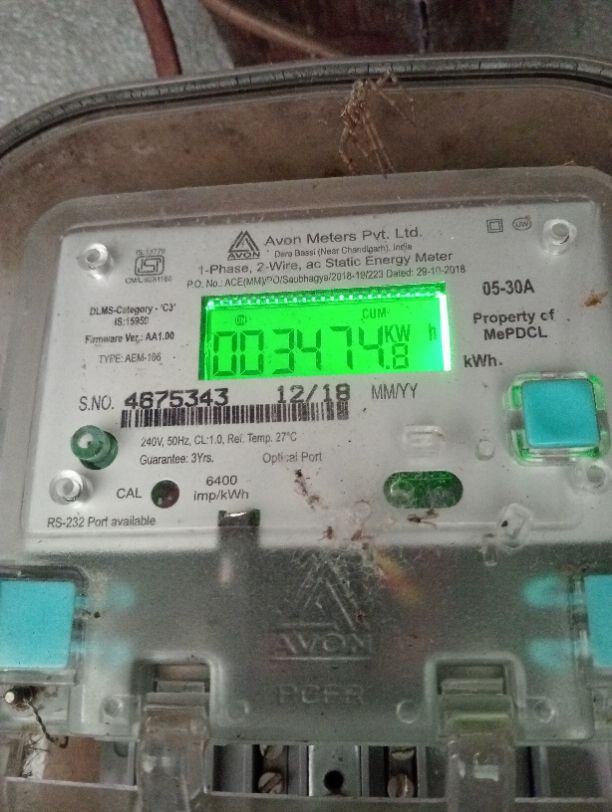 AVON
Avon Meters Pvt. Ltd.
Dera Bassi (Near Chandigarh), India
1-Phase, 2-Wire, ac Static Energy Meter
P.O. No.: ACE(MM)/PO/Saubhagya/2018-19/223 Dated: 29-10-2018
UW
IS:13779
ISI
DLMS-Category - 'C3'
IS:15959
Firmware Ver.: AA1.00
TYPE: AEM-106
05-30A
Property of
MePDCL
CUM
003474.8 KW h
kWh.
S.NO. 4675343 12/18 MM/YY
240V, 50Hz, CL:1.0, Ref. Temp. 27°C
Guarantee: 3Yrs. Optical Port
CAL 6400
imp/kWh
RS-232 Port available
AVON